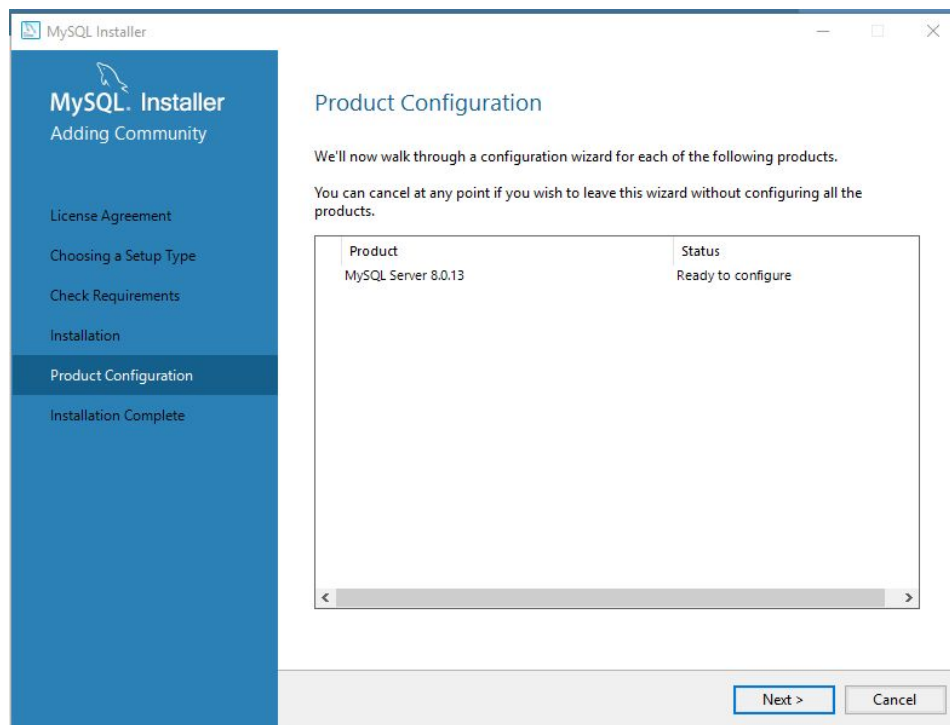 MySQL Installer
MySQL. Installer
Adding Community
License Agreement
Choosing a Setup Type
Check Requirements
Installation
Product Configuration
Installation Complete
Product Configuration
We'll now walk through a configuration wizard for each of the following products.
You can cancel at any point if you wish to leave this wizard without configuring all the
products.
Product Status
MySQL Server 8.0.13 Ready to configure
Next > Cancel